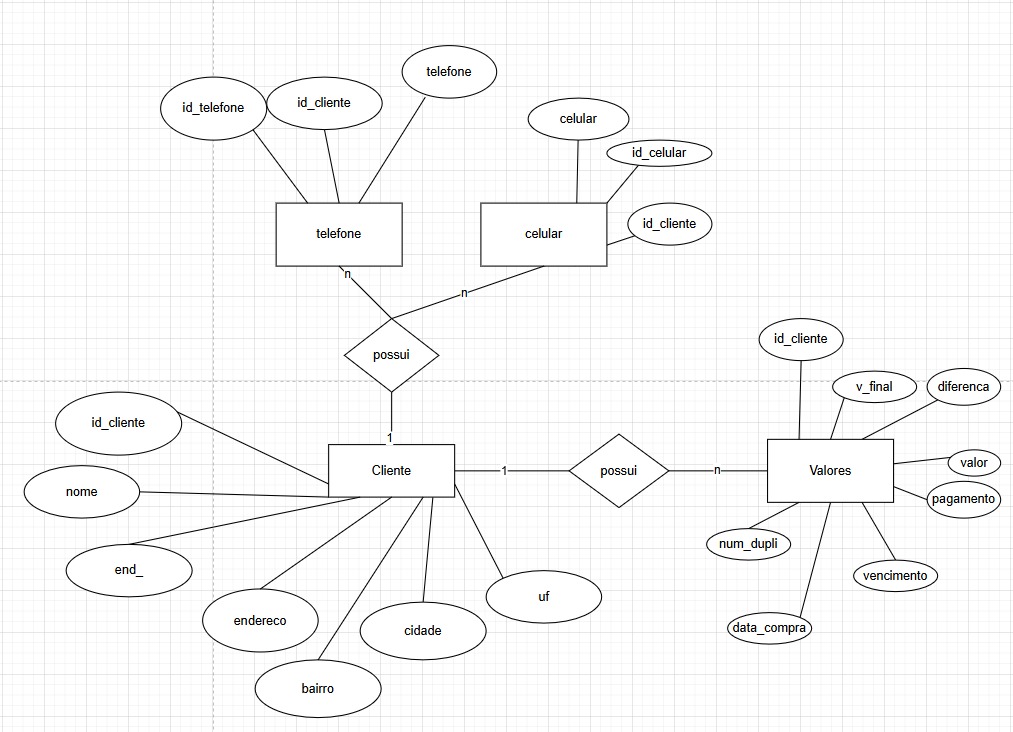 telefone
id_telefone
id_cliente
celular
id_celular
id_cliente
telefone
celular
n
n
possui
id_cliente
v_final
diferenca
id_cliente
1
Cliente
1
possui
n
Valores
valor
nome
pagamento
num_dupli
end_
vencimento
uf
endereco
cidade
data_compra
bairro